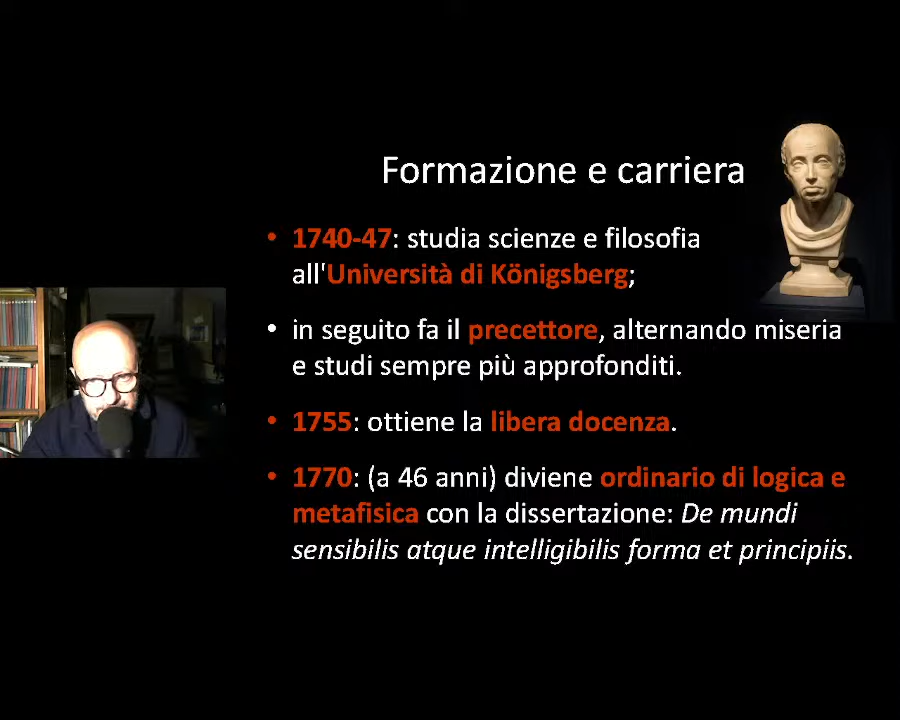 Formazione e carriera
• 1740-47: studia scienze e filosofia
all'Università di Königsberg;
• in seguito fa il precettore, alternando miseria
e studi sempre più approfonditi.
• 1755: ottiene la libera docenza.
• 1770: (a 46 anni) diviene ordinario di logica e
metafisica con la dissertazione: De mundi
sensibilis atque intelligibilis forma et principiis.